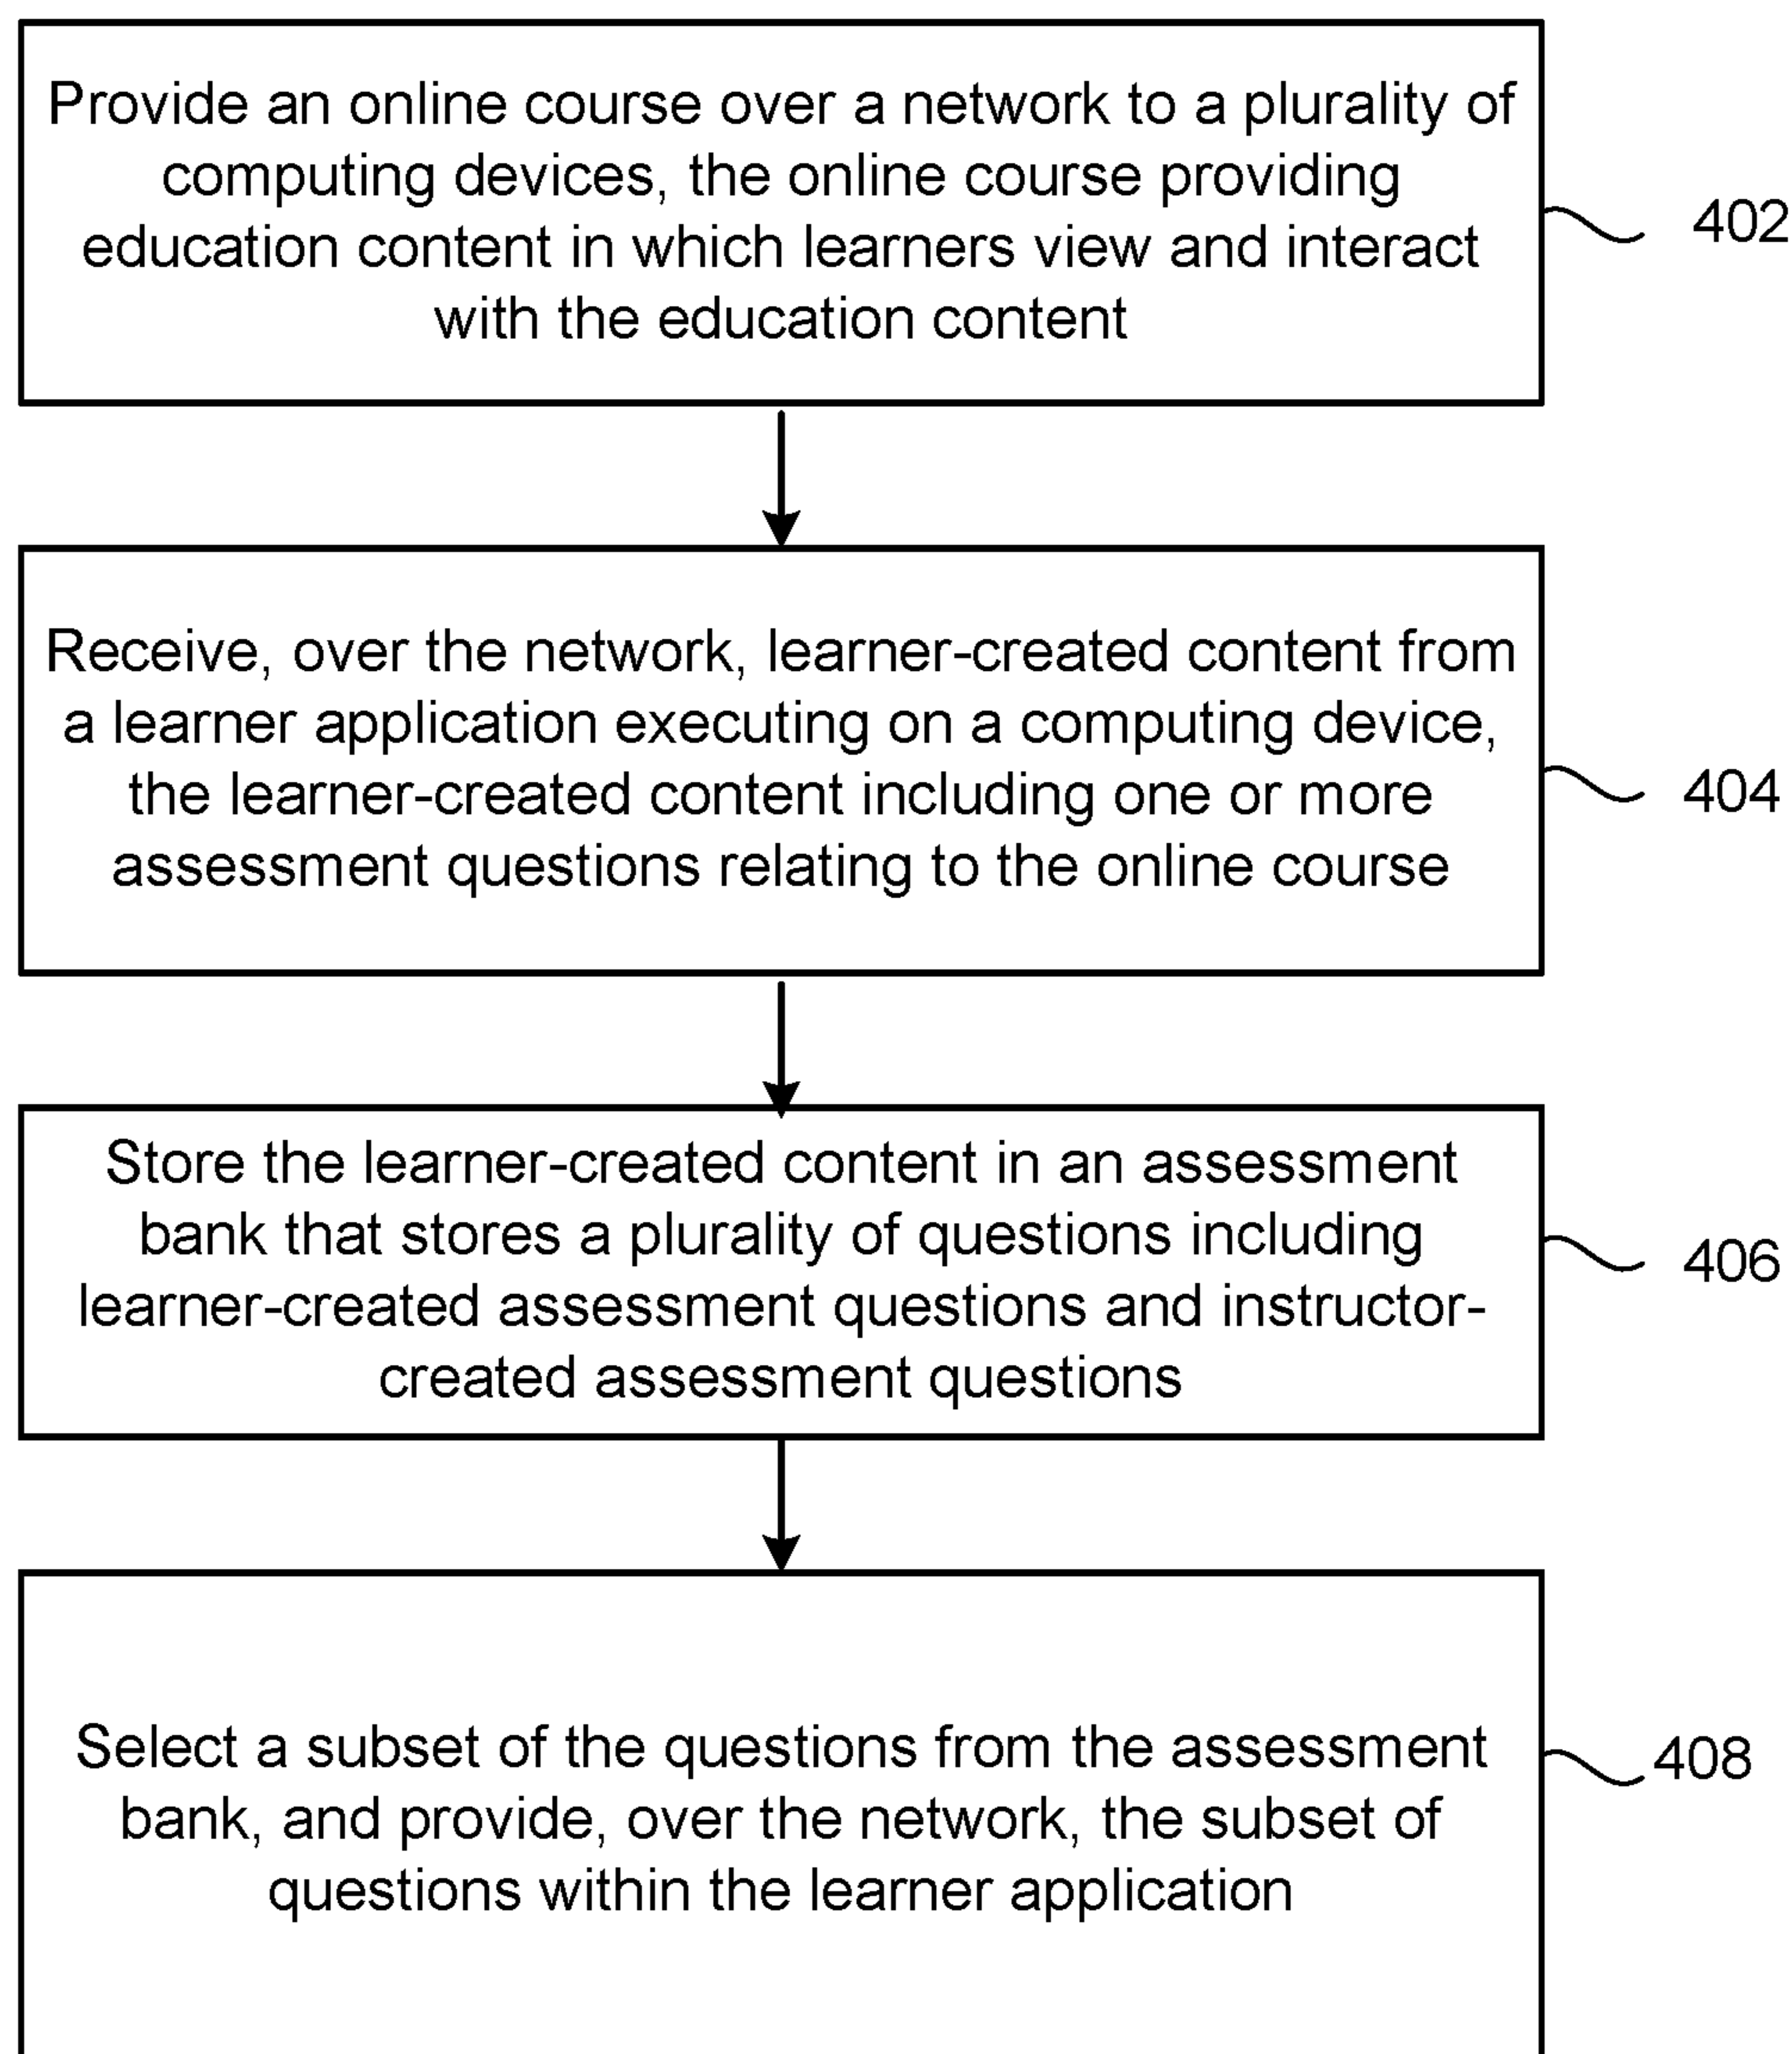 Provide an online course over a network to a plurality of
computing devices, the online course providing
education content in which learners view and interact
with the education content
402
Receive, over the network, learner-created content from
a learner application executing on a computing device,
the learner-created content including one or more
assessment questions relating to the online course
404
Store the learner-created content in an assessment
bank that stores a plurality of questions including
learner-created assessment questions and instructor-
created assessment questions
406
Select a subset of the questions from the assessment
bank, and provide, over the network, the subset of
questions within the learner application
408